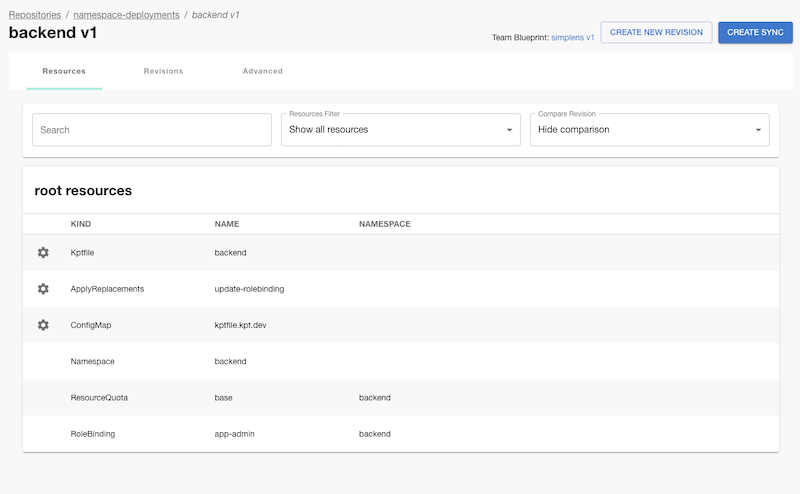 Repositories / namespace-deployments / backend v1
backend v1
Team Blueprint: simplens v1
CREATE NEW REVISION
CREATE SYNC
Resources
Revisions
Advanced
Search
Resources Filter
Show all resources
Compare Revision
Hide comparison
root resources
KIND NAME NAMESPACE
Kptfile backend
ApplyReplacements update-rolebinding
ConfigMap kptfile.kpt.dev
Namespace backend
ResourceQuota base backend
RoleBinding app-admin backend